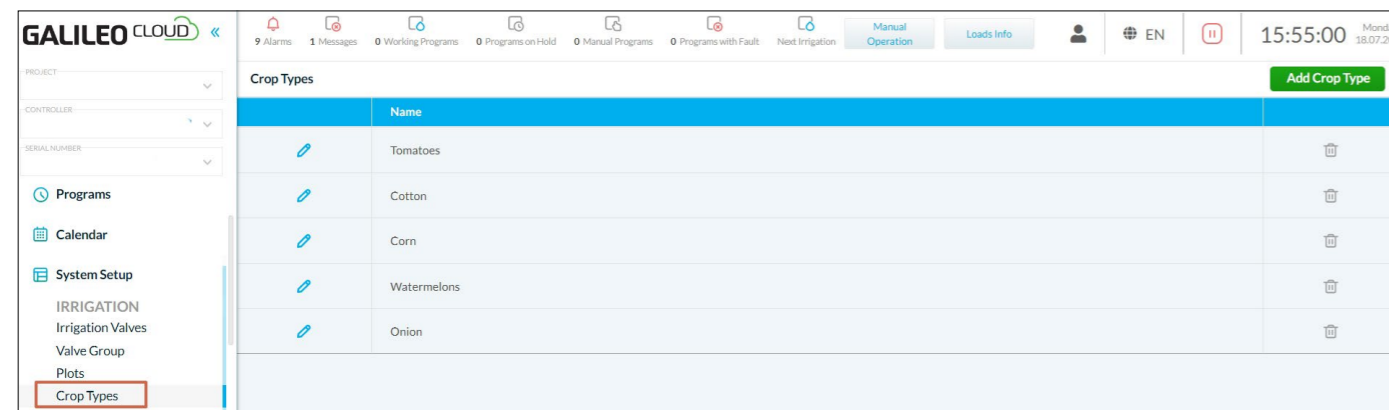 GALILEO CLOUD «
9 Alarms 1 Messages 0 Working Programs 0 Programs on Hold 0 Manual Programs 0 Programs with Fault Next Irrigation
Manual
Operation
Loads Info
EN
15:55:00
18.07.20
PROJECT
CONTROLLER
SERIAL NUMBER
Programs
Calendar
System Setup
IRRIGATION
Irrigation Valves
Valve Group
Plots
Crop Types
Crop Types
Add Crop Type
Name
Tomatoes
Cotton
Corn
Watermelons
Onion